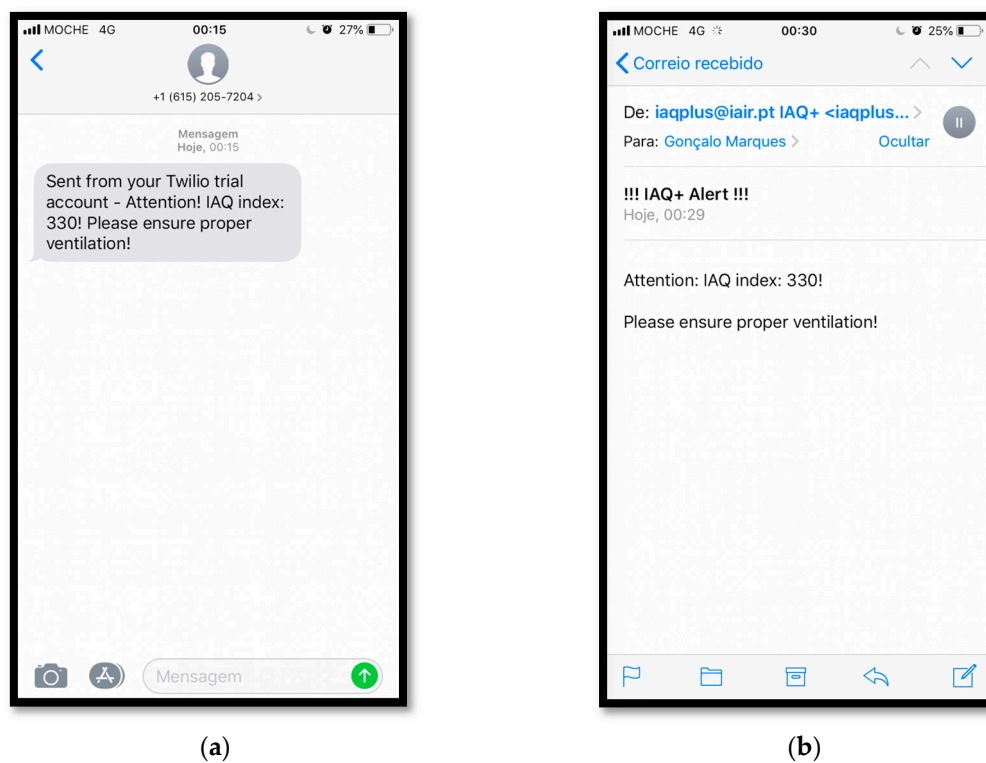 MOCHE 4G 00:15 27%
+1 (615) 205-7204 >
Mensagem
Hoje, 00:15
Sent from your Twilio trial
account - Attention! IAQ index:
330! Please ensure proper
ventilation!
Mensagem
(a)
MOCHE 4G 00:30 25%
Correio recebido
De: iaqplus@iair.pt IAQ+ <iaqplus... >
Para: Gonçalo Marques > Ocultar
!!! IAQ+ Alert !!!
Hoje, 00:29
Attention: IAQ index: 330!
Please ensure proper ventilation!
(b)